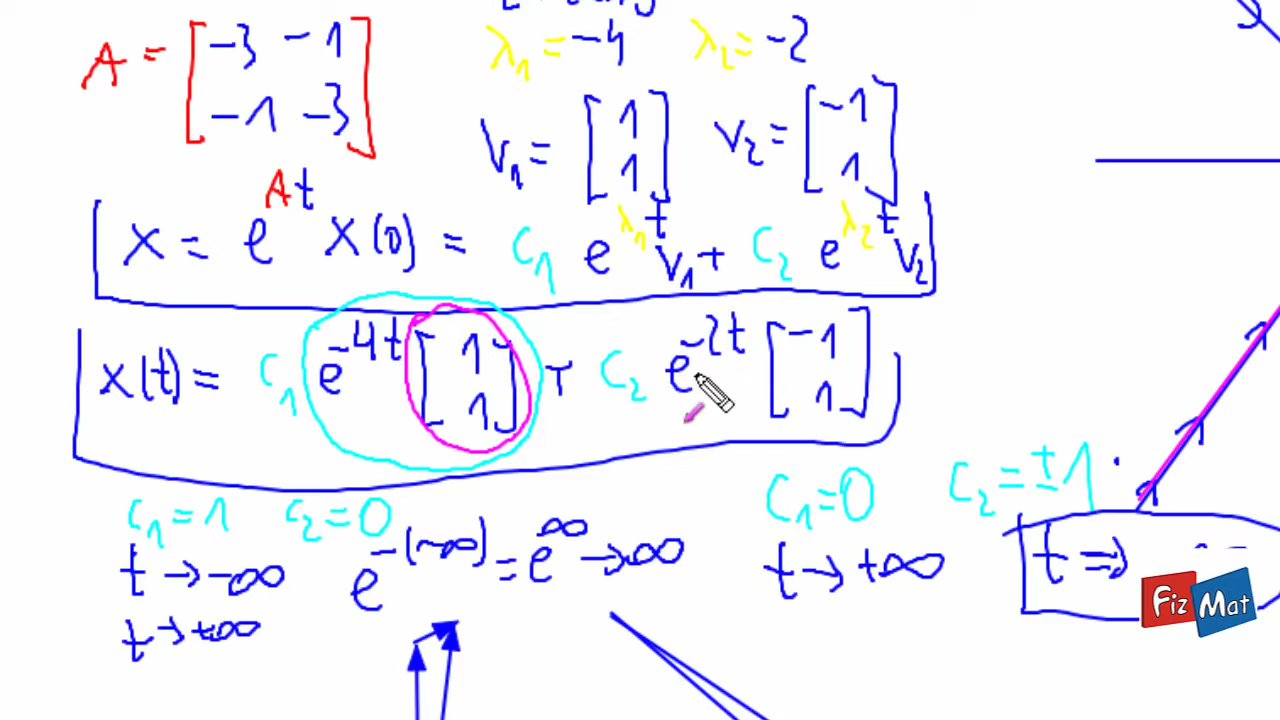 A = [-3 -1
-1 -3]
λ₁ = -4 λ₂ = -2
v₁ = [1
1] v₂ = [-1
1]
X = e^{At} X(0) = C₁ e^{λ₁t} v₁ + C₂ e^{λ₂t} v₂
X(t) = C₁ e^{-4t} [1
1] + C₂ e^{-2t} [-1
1]
C₁ = 1 C₂ = 0
t → -∞ e^{-(-∞)} = e^{∞} → ∞
t → +∞
C₁ = 0 C₂ = ±1
t → +∞
t ⇒
Fiz Mat